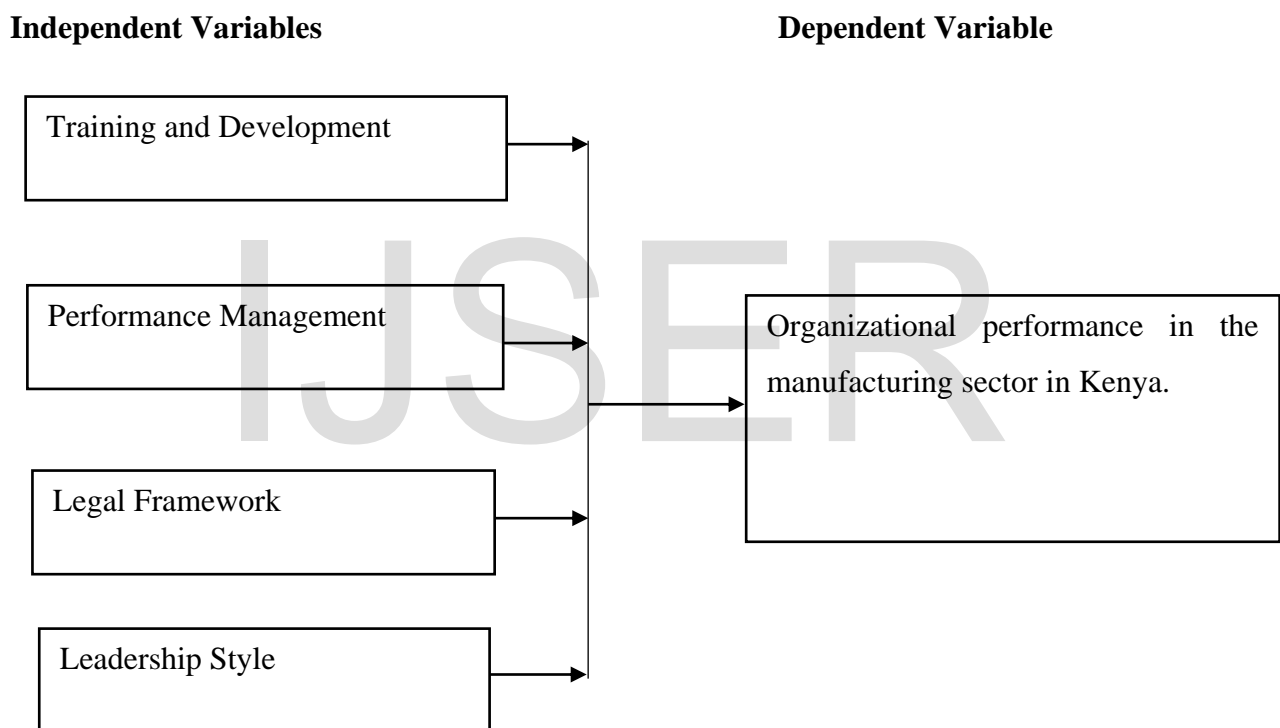 Independent Variables
Dependent Variable
Training and Development
Performance Management
Organizational performance in the
manufacturing sector in Kenya.
Legal Framework
Leadership Style
IJSER